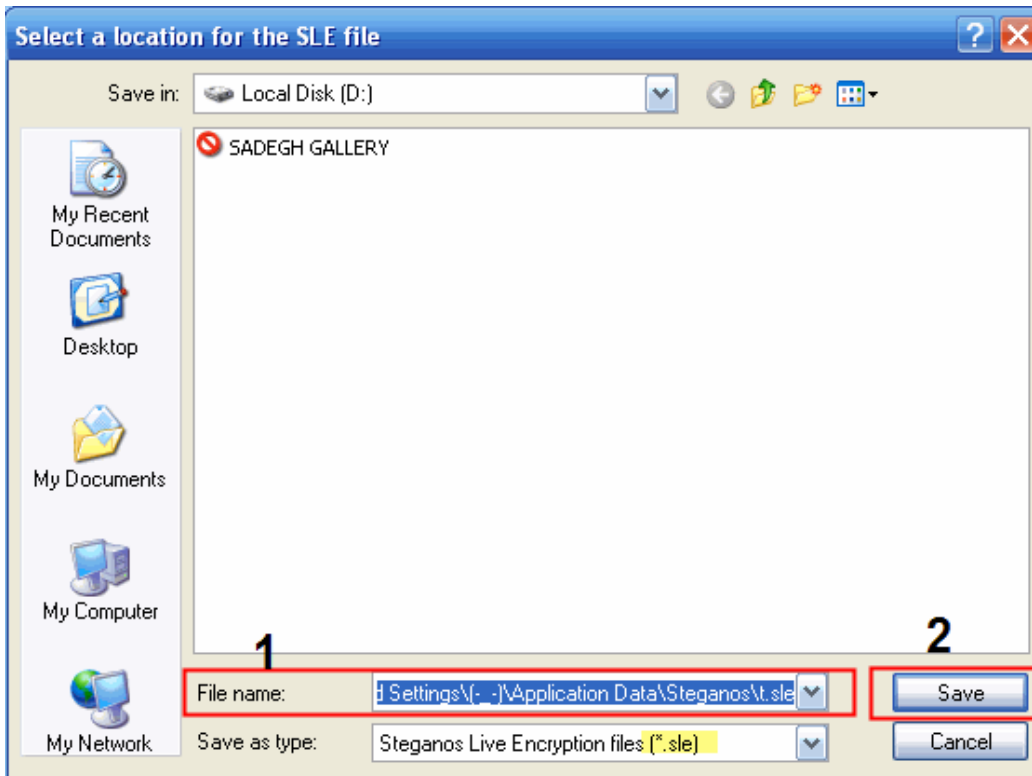 Select a location for the SLE file
Save in: Local Disk (D:)
SADEGH GALLERY
My Recent
Documents
Desktop
My Documents
My Computer
My Network
1
2
File name: d Settings\(-_-)\Application Data\Steganos\t.sle
Save
Save as type: Steganos Live Encryption files (*.sle)
Cancel